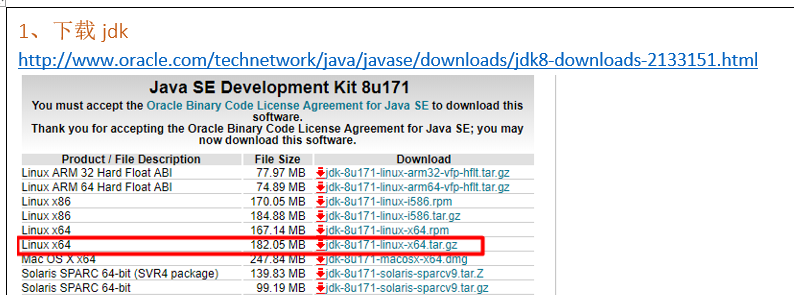 1、下载 jdk
http://www.oracle.com/technetwork/java/javase/downloads/jdk8-downloads-2133151.html
Java SE Development Kit 8u171
You must accept the Oracle Binary Code License Agreement for Java SE to download this
software.
Thank you for accepting the Oracle Binary Code License Agreement for Java SE; you may
now download this software.
Product / File Description File Size Download
Linux ARM 32 Hard Float ABI 77.97 MB jdk-8u171-linux-arm32-vfp-hflt.tar.gz
Linux ARM 64 Hard Float ABI 74.89 MB jdk-8u171-linux-arm64-vfp-hflt.tar.gz
Linux x86 170.05 MB jdk-8u171-linux-i586.rpm
Linux x86 184.88 MB jdk-8u171-linux-i586.tar.gz
Linux x64 167.14 MB jdk-8u171-linux-x64.rpm
Linux x64 182.05 MB jdk-8u171-linux-x64.tar.gz
Mac OS X x64 247.84 MB jdk-8u171-macosx-x64.dmg
Solaris SPARC 64-bit (SVR4 package) 139.83 MB jdk-8u171-solaris-sparcv9.tar.Z
Solaris SPARC 64-bit 99.19 MB jdk-8u171-solaris-sparcv9.tar.gz